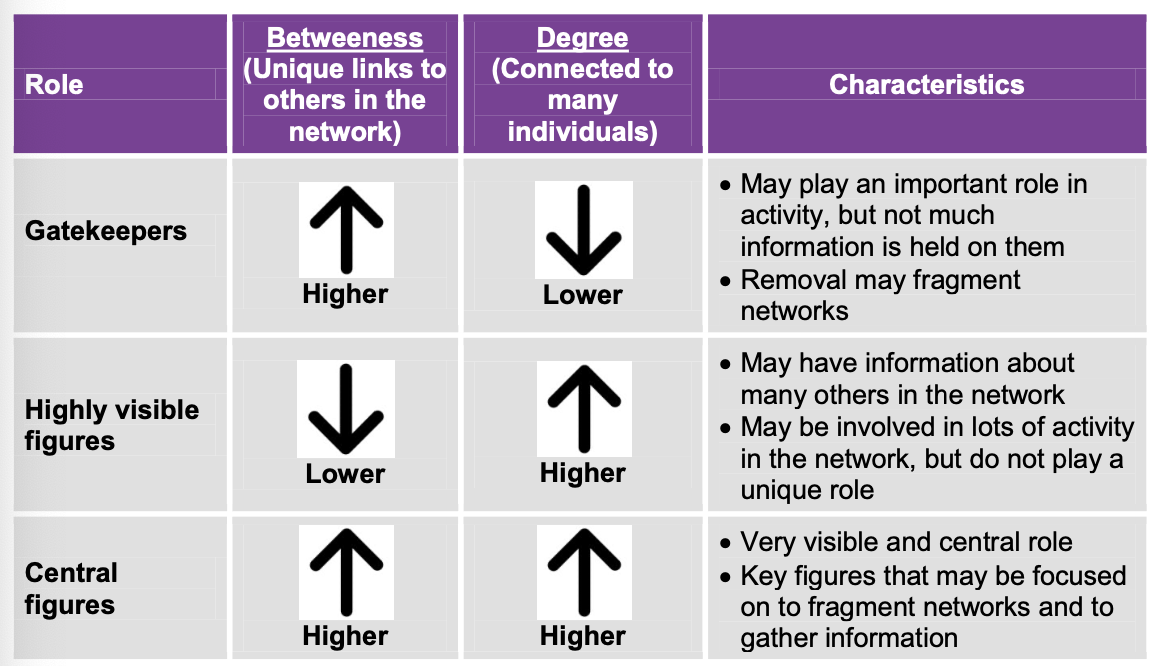 Role
Betweeness
(Unique links to
others in the
network)
Degree
(Connected to
many
individuals)
Characteristics
Gatekeepers
Higher
Lower
• May play an important role in
activity, but not much
information is held on them
• Removal may fragment
networks
Highly visible
figures
Lower
Higher
• May have information about
many others in the network
• May be involved in lots of activity
in the network, but do not play a
unique role
Central
figures
Higher
Higher
• Very visible and central role
• Key figures that may be focused
on to fragment networks and to
gather information